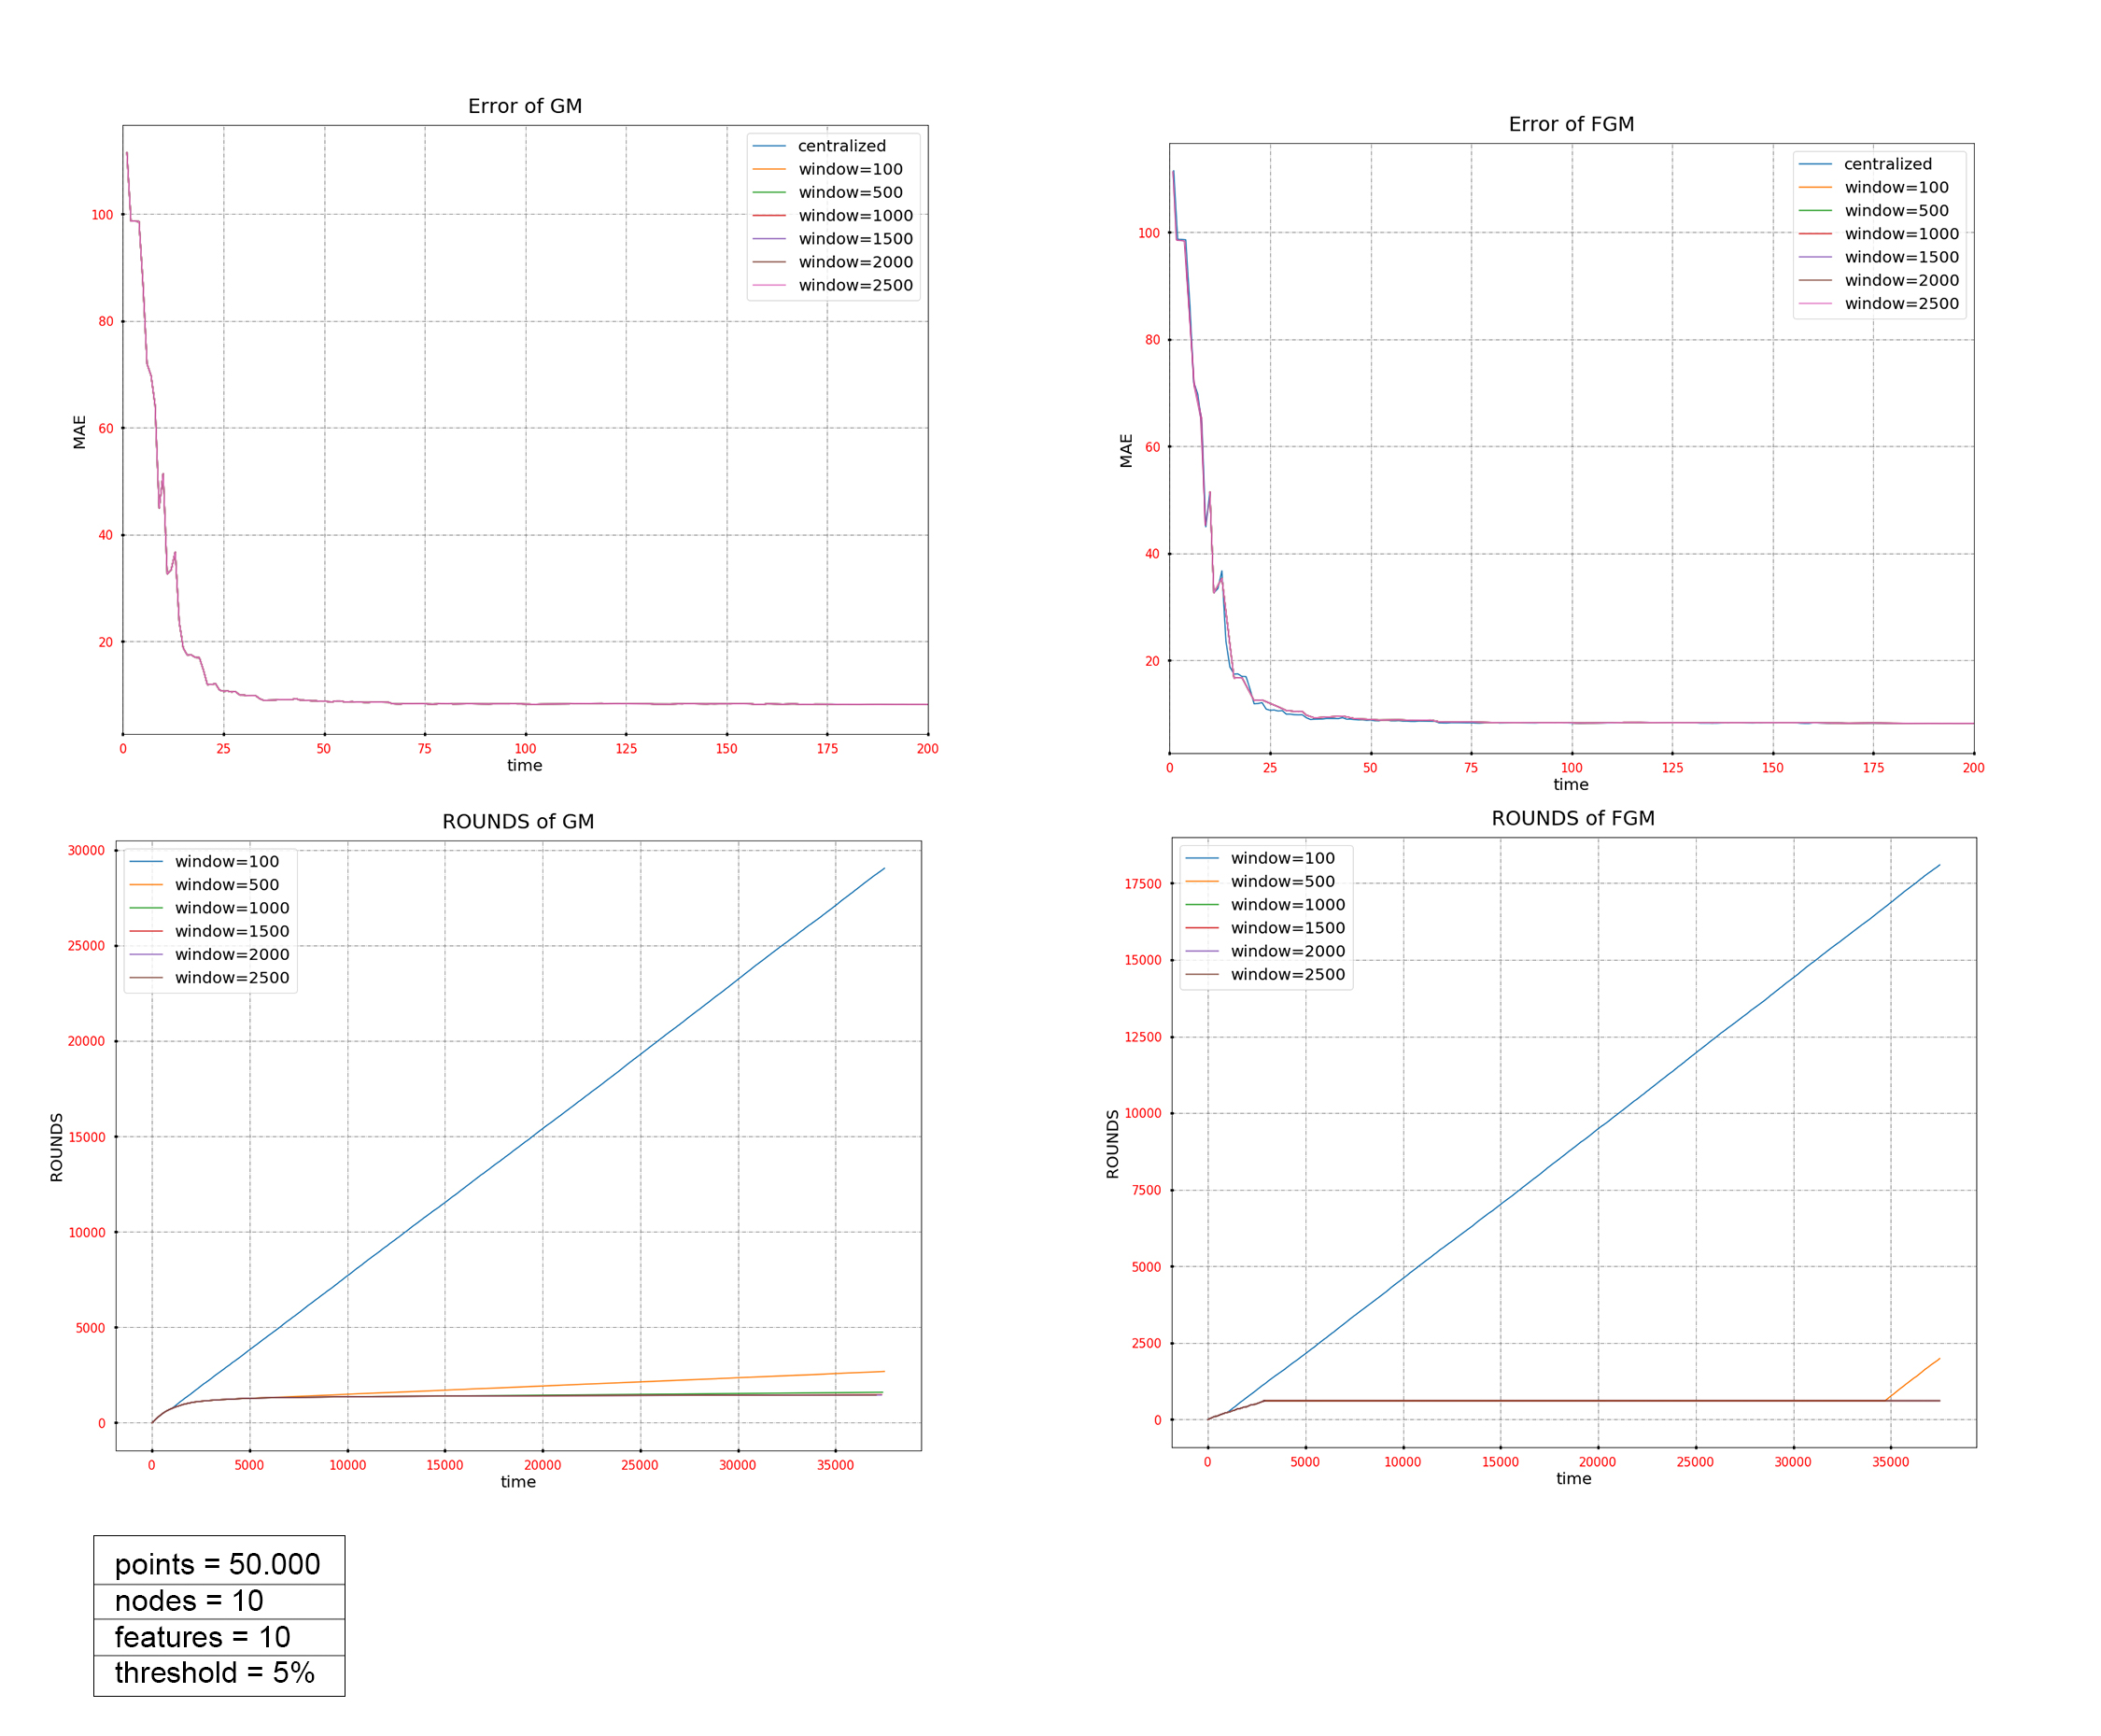 Error of GM
centralized
window=100
window=500
window=1000
window=1500
window=2000
window=2500
MAE
100
80
60
40
20
0 25 50 75 100 125 150 175 200
time
Error of FGM
centralized
window=100
window=500
window=1000
window=1500
window=2000
window=2500
MAE
100
80
60
40
20
0 25 50 75 100 125 150 175 200
time
ROUNDS of GM
window=100
window=500
window=1000
window=1500
window=2000
window=2500
ROUNDS
30000
25000
20000
15000
10000
5000
0
0 5000 10000 15000 20000 25000 30000 35000
time
ROUNDS of FGM
window=100
window=500
window=1000
window=1500
window=2000
window=2500
ROUNDS
17500
15000
12500
10000
7500
5000
2500
0
0 5000 10000 15000 20000 25000 30000 35000
time
points = 50.000
nodes = 10
features = 10
threshold = 5%